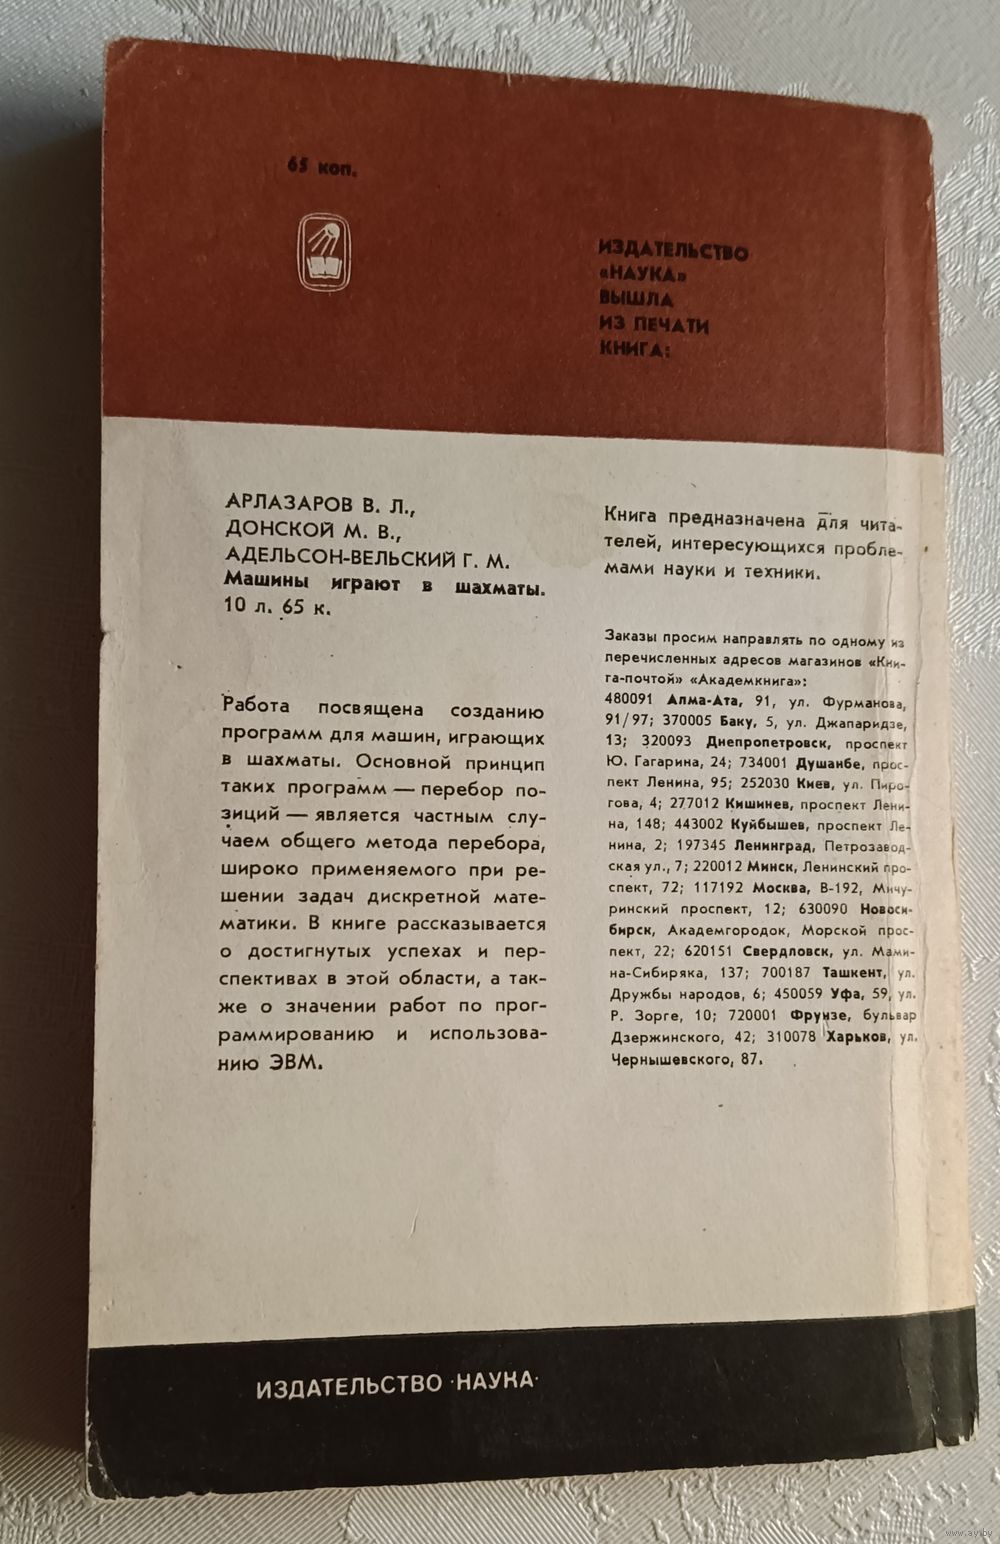 65 коп.
ИЗДАТЕЛЬСТВО
«НАУКА»
ВЫШЛА
ИЗ ПЕЧАТИ
КНИГА:
АРЛАЗАРОВ В. Л.,
ДОНСКОЙ М. В.,
АДЕЛЬСОН-ВЕЛЬСКИЙ Г. М.
Машины играют в шахматы.
10 л. 65 к.
Работа посвящена созданию
программ для машин, играющих
в шахматы. Основной принцип
таких программ — перебор по-
зиций — является частным слу-
чаем общего метода перебора,
широко применяемого при ре-
шении задач дискретной мате-
матики. В книге рассказывается
о достигнутых успехах и пер-
спективах в этой области, а так-
же о значении работ по прог-
раммированию и использова-
нию ЭВМ.
Книга предназначена для чита-
телей, интересующихся пробле-
мами науки и техники.
Заказы просим направлять по одному из
перечисленных адресов магазинов «Кни-
га-почтой» «Академкнига»:
480091 Алма-Ата, 91, ул. Фурманова,
91/97; 370005 Баку, 5, ул. Джапаридзе,
13; 320093 Днепропетровск, проспект
Ю. Гагарина, 24; 734001 Душанбе, прос-
пект Ленина, 95; 252030 Киев, ул. Пиро-
гова, 4; 277012 Кишинев, проспект Лени-
на, 148; 443002 Куйбышев, проспект Ле-
нина, 2; 197345 Ленинград, Петрозавод-
ская ул., 7; 220012 Минск, Ленинский про-
спект, 72; 117192 Москва, В-192, Мичу-
ринский проспект, 12; 630090 Новоси-
бирск, Академгородок, Морской прос-
пект, 22; 620151 Свердловск, ул. Мами-
на-Сибиряка, 137; 700187 Ташкент, ул.
Дружбы народов, 6; 450059 Уфа, 59, ул.
Р. Зорге, 10; 720001 Фрунзе, бульвар
Дзержинского, 42; 310078 Харьков, ул.
Чернышевского, 87.
ИЗДАТЕЛЬСТВО ·НАУКА·
www.ay.by